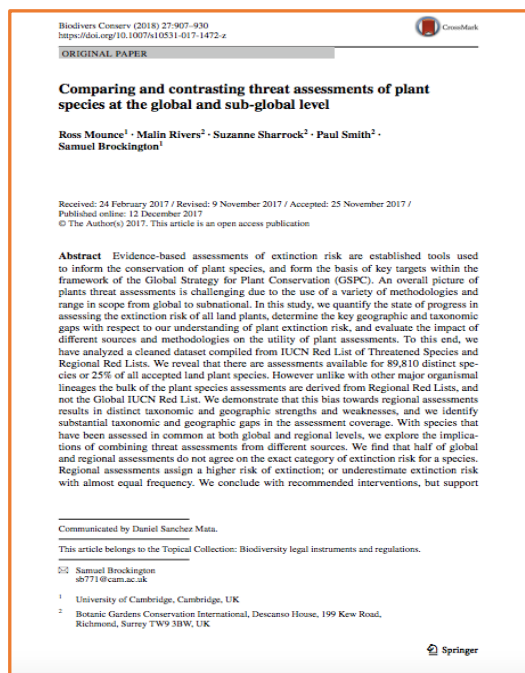 Biodivers Conserv (2018) 27:907–930
https://doi.org/10.1007/s10531-017-1472-z
CrossMark
ORIGINAL PAPER
Comparing and contrasting threat assessments of plant
species at the global and sub-global level
Ross Mounce¹ · Malin Rivers² · Suzanne Sharrock² · Paul Smith² ·
Samuel Brockington¹
Received: 24 February 2017 / Revised: 9 November 2017 / Accepted: 25 November 2017 /
Published online: 12 December 2017
© The Author(s) 2017. This article is an open access publication
Abstract Evidence-based assessments of extinction risk are established tools used
to inform the conservation of plant species, and form the basis of key targets within the
framework of the Global Strategy for Plant Conservation (GSPC). An overall picture of
plants threat assessments is challenging due to the use of a variety of methodologies and
range in scope from global to subnational. In this study, we quantify the state of progress in
assessing the extinction risk of all land plants, determine the key geographic and taxonomic
gaps with respect to our understanding of plant extinction risk, and evaluate the impact of
different sources and methodologies on the utility of plant assessments. To this end, we
have analyzed a cleaned dataset compiled from IUCN Red List of Threatened Species and
Regional Red Lists. We reveal that there are assessments available for 89,810 distinct spe-
cies or 25% of all accepted land plant species. However unlike with other major organismal
lineages the bulk of the plant species assessments are derived from Regional Red Lists, and
not the Global IUCN Red List. We demonstrate that this bias towards regional assessments
results in distinct taxonomic and geographic strengths and weaknesses, and we identify
substantial taxonomic and geographic gaps in the assessment coverage. With species that
have been assessed in common at both global and regional levels, we explore the implica-
tions of combining threat assessments from different sources. We find that half of global
and regional assessments do not agree on the exact category of extinction risk for a species.
Regional assessments assign a higher risk of extinction; or underestimate extinction risk
with almost equal frequency. We conclude with recommended interventions, but support
Communicated by Daniel Sanchez Mata.
This article belongs to the Topical Collection: Biodiversity legal instruments and regulations.
✉ Samuel Brockington
sb771@cam.ac.uk
1 University of Cambridge, Cambridge, UK
2 Botanic Gardens Conservation International, Descanso House, 199 Kew Road,
Richmond, Surrey TW9 3BW, UK
Springer